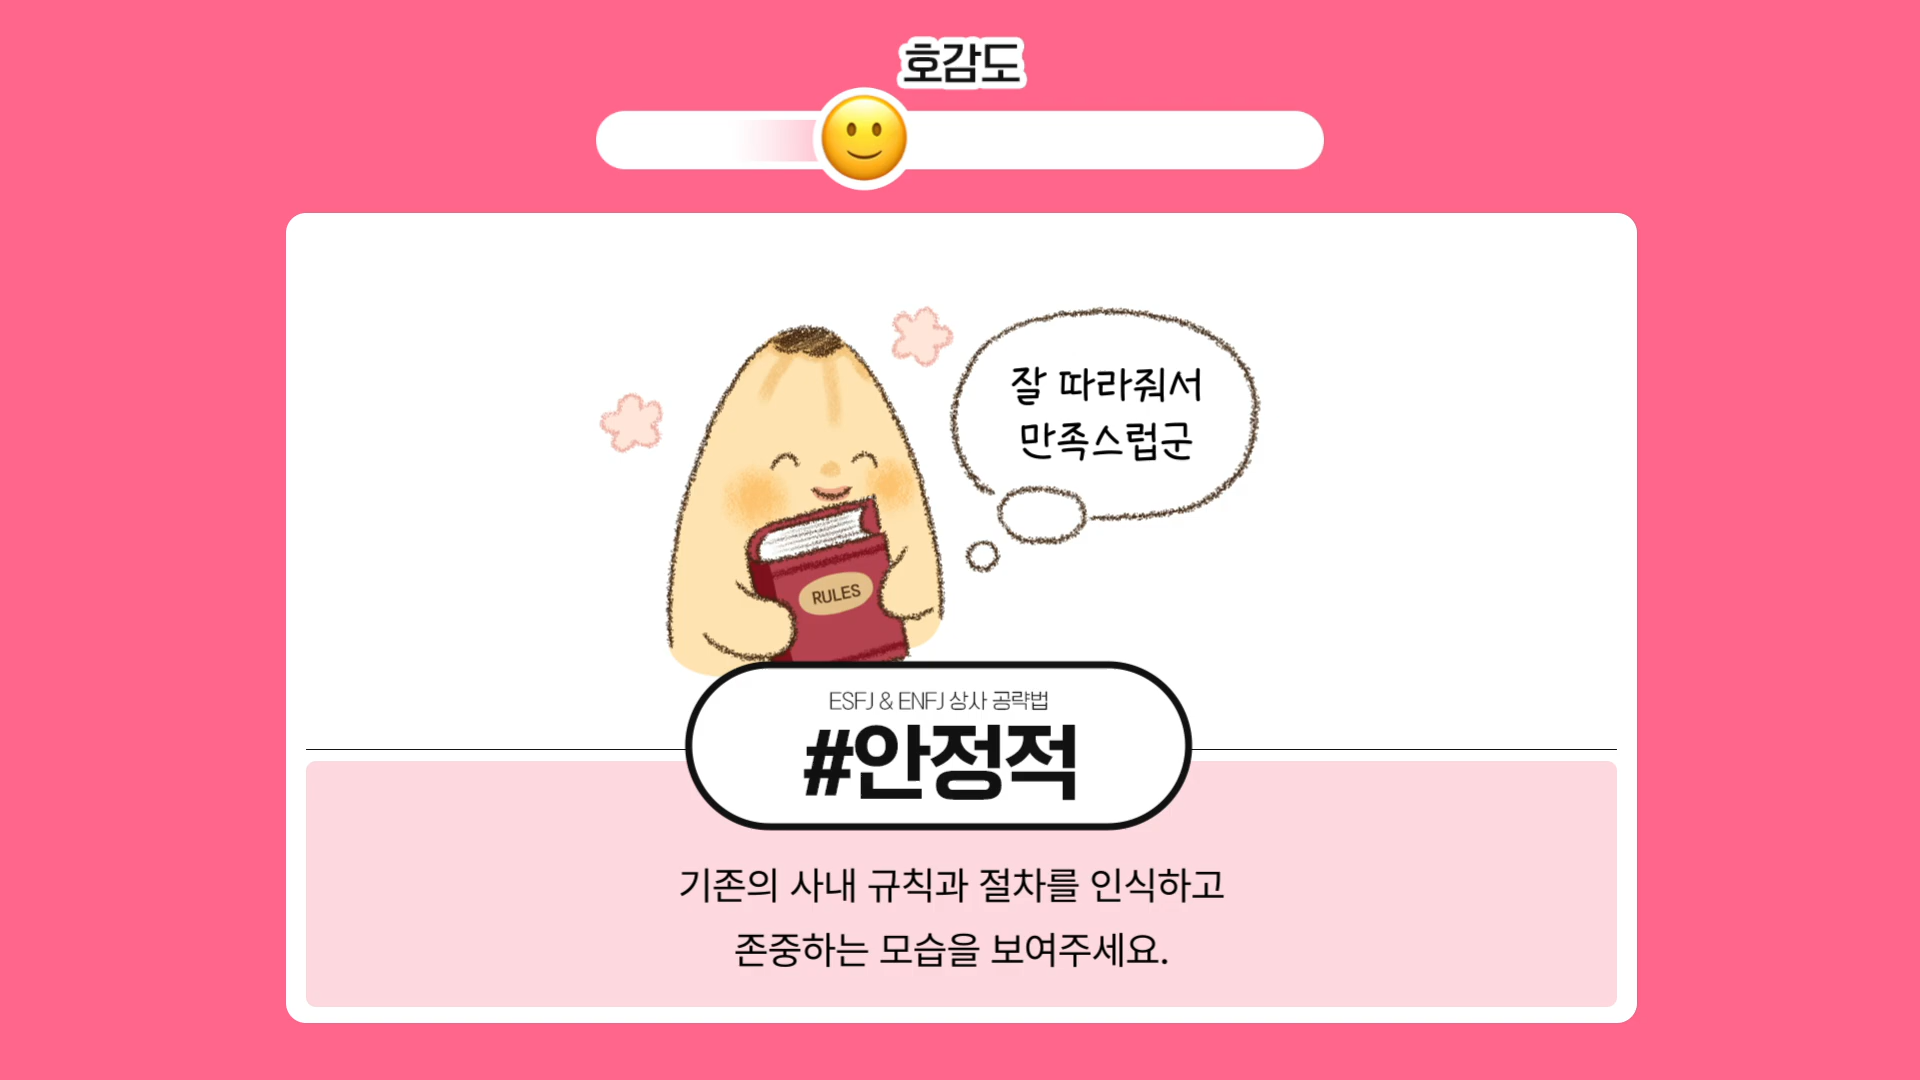 호감도
잘 따라줘서
만족스럽군
RULES
ESFJ & ENFJ 상사 공략법
#안정적
기존의 사내 규칙과 절차를 인식하고
존중하는 모습을 보여주세요.